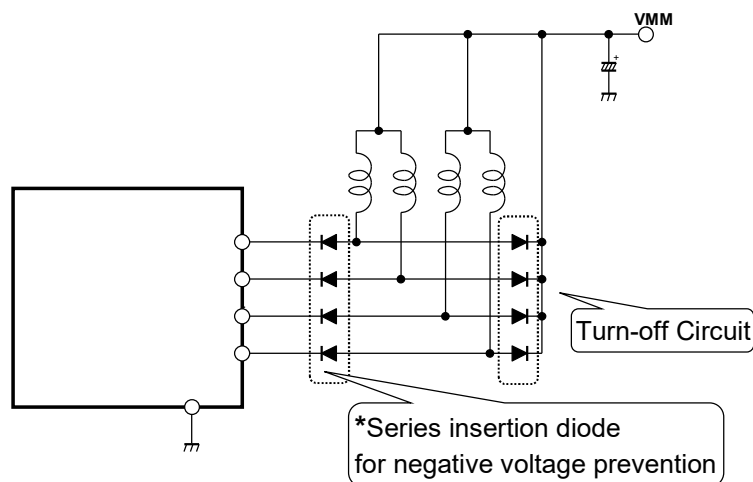 VMM
+
Turn-off Circuit
*Series insertion diode
for negative voltage prevention